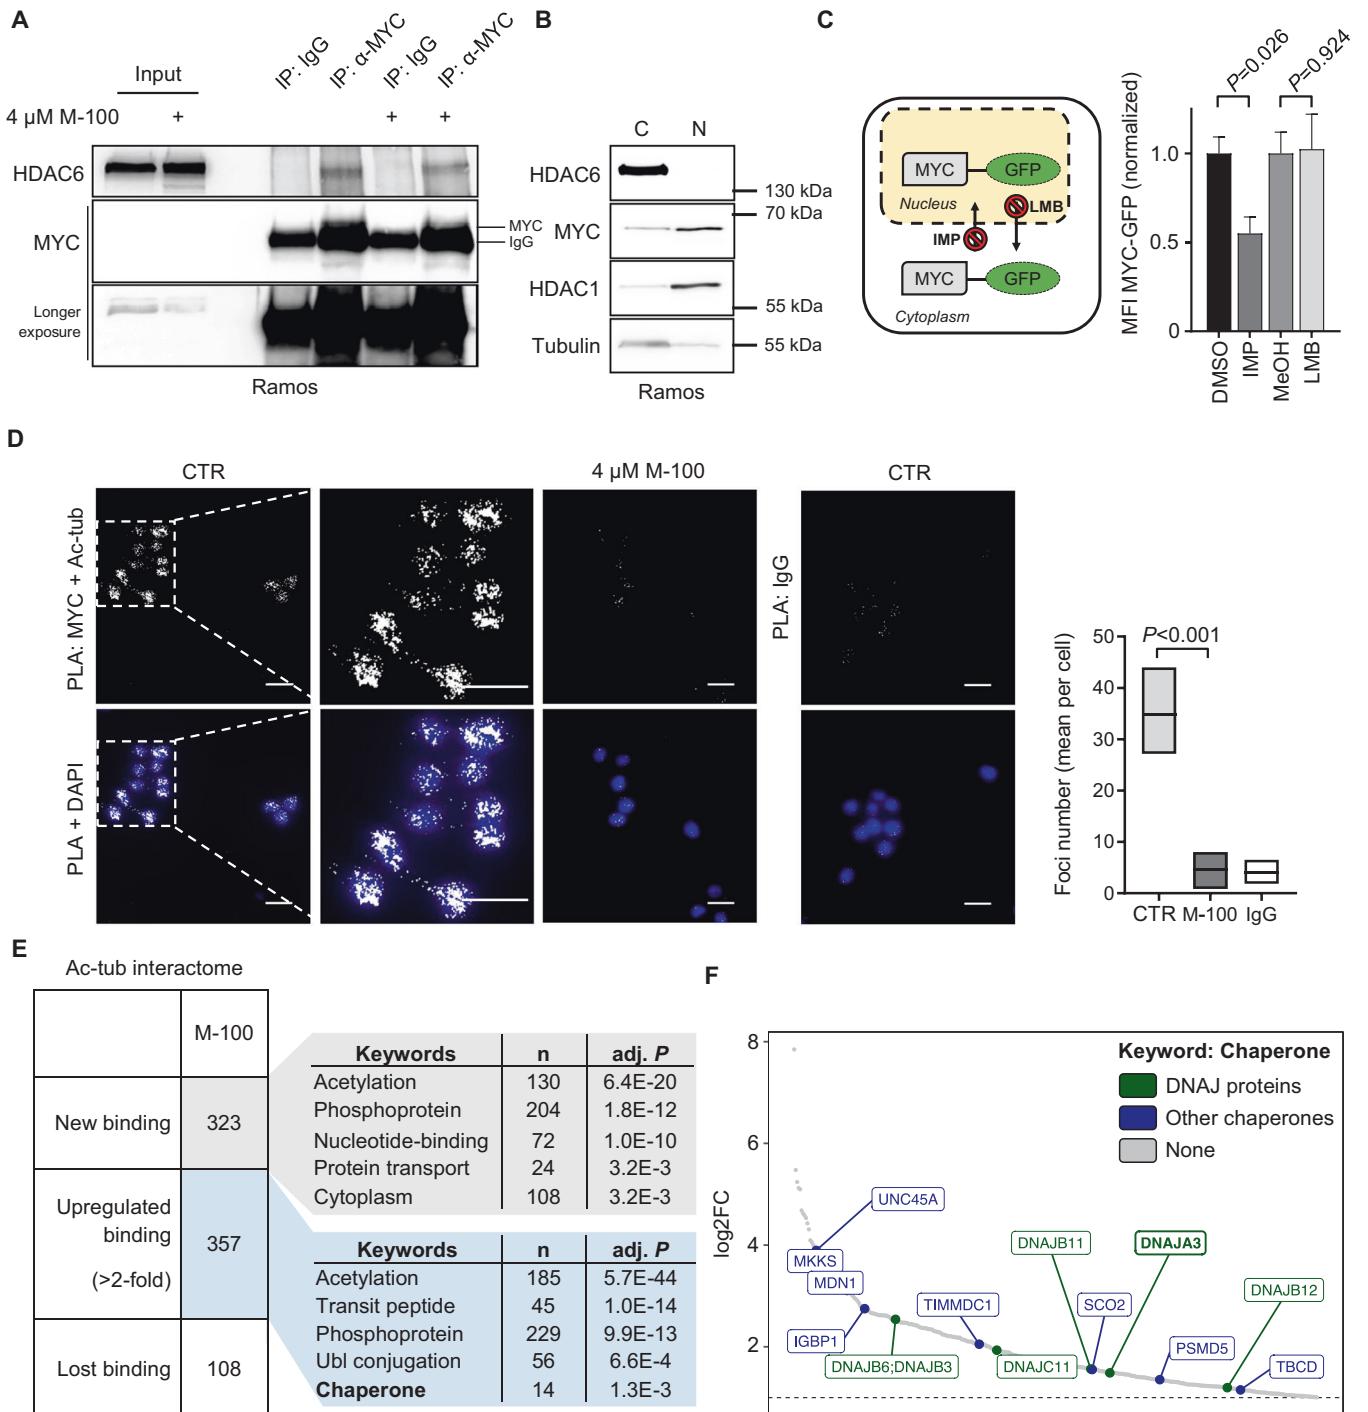 A
Input
IP: IgG
IP: α-MYC
IP: IgG
IP: α-MYC
4 µM M-100
+
+
+
HDAC6
MYC
MYC
IgG
Longer
exposure
Ramos
B
C
N
HDAC6
130 kDa
70 kDa
MYC
HDAC1
55 kDa
Tubulin
55 kDa
Ramos
C
MYC
GFP
Nucleus
LMB
IMP
MYC
GFP
Cytoplasm
MFI MYC-GFP (normalized)
P=0.026
P=0.924
1.0
0.5
0
DMSO
IMP
MeOH
LMB
D
CTR
4 µM M-100
CTR
PLA: MYC + Ac-tub
PLA: IgG
PLA + DAPI
Foci number (mean per cell)
P<0.001
50
40
30
20
10
0
CTR
M-100
IgG
E
Ac-tub interactome
M-100
New binding
323
Upregulated
binding
(>2-fold)
357
Lost binding
108
Keywords n adj. P
Acetylation 130 6.4E-20
Phosphoprotein 204 1.8E-12
Nucleotide-binding 72 1.0E-10
Protein transport 24 3.2E-3
Cytoplasm 108 3.2E-3
Keywords n adj. P
Acetylation 185 5.7E-44
Transit peptide 45 1.0E-14
Phosphoprotein 229 9.9E-13
Ubl conjugation 56 6.6E-4
Chaperone 14 1.3E-3
F
log2FC
8
6
4
2
Keyword: Chaperone
DNAJ proteins
Other chaperones
None
UNC45A
MKKS
MDN1
IGBP1
DNAJB6;DNAJB3
TIMMDC1
DNAJC11
DNAJB11
SCO2
DNAJA3
PSMD5
DNAJB12
TBCD